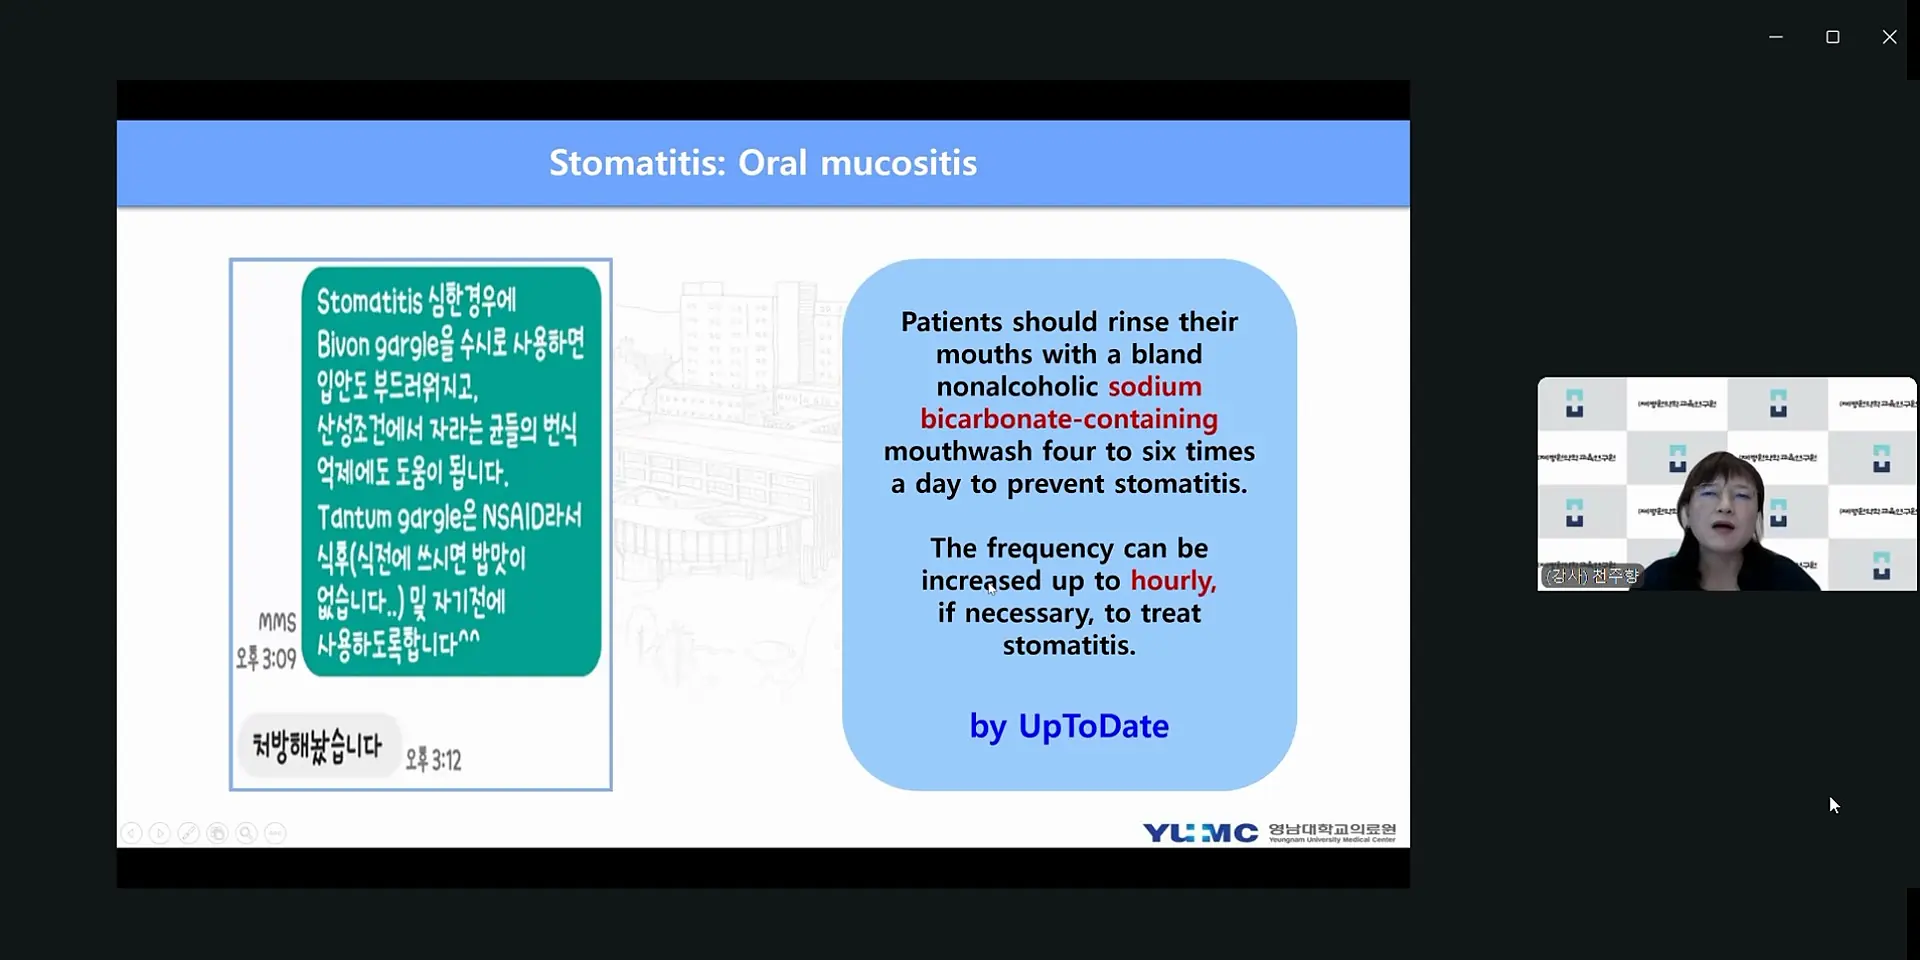 Stomatitis: Oral mucositis
Stomatitis 심한경우에
Bivon gargle을 수시로 사용하면
입안도 부드러워지고,
산성조건에서 자라는 균들의 번식
억제에도 도움이 됩니다.
Tantum gargle은 NSAID라서
식후(식전에 쓰시면 밥맛이
없습니다..) 및 자기전에
사용하도록합니다^^
MMS
오후 3:09
처방해놨습니다
오후 3:12
Patients should rinse their
mouths with a bland
nonalcoholic sodium
bicarbonate-containing
mouthwash four to six times
a day to prevent stomatitis.
The frequency can be
increased up to hourly,
if necessary, to treat
stomatitis.
by UpToDate
YUMC 영남대학교의료원
Yeungnam University Medical Center
(강사) 천주향